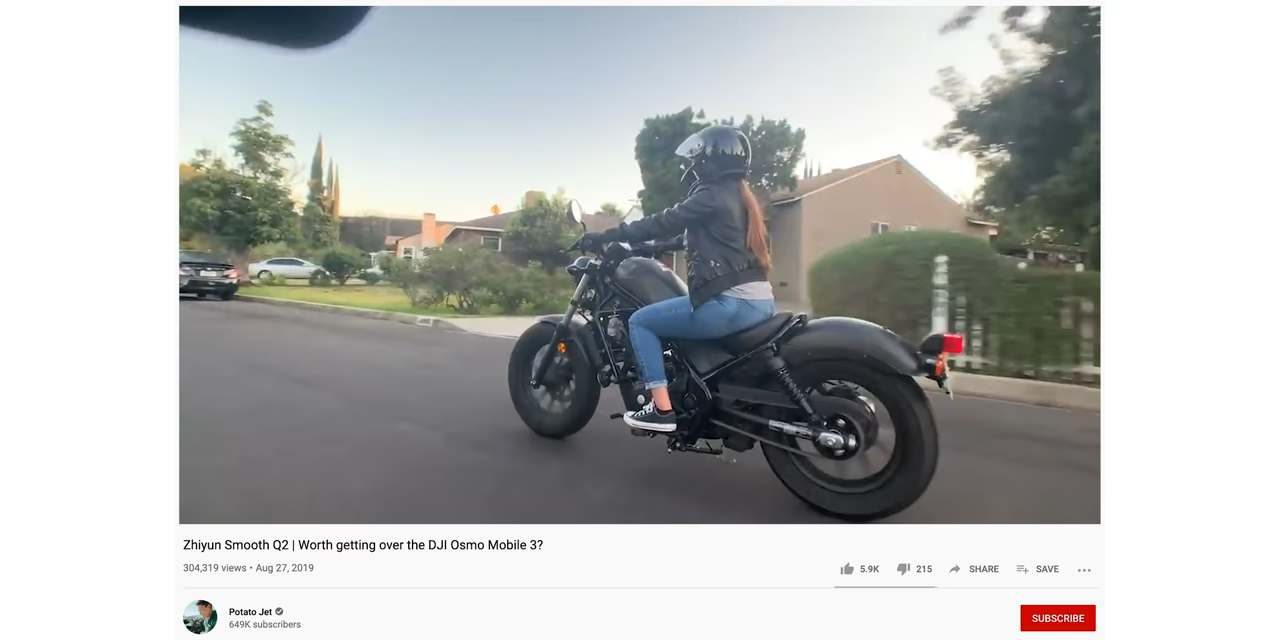 Zhiyun Smooth Q2 | Worth getting over the DJI Osmo Mobile 3?
304,319 views • Aug 27, 2019
5.9K 215 SHARE SAVE
Potato Jet
649K subscribers
SUBSCRIBE